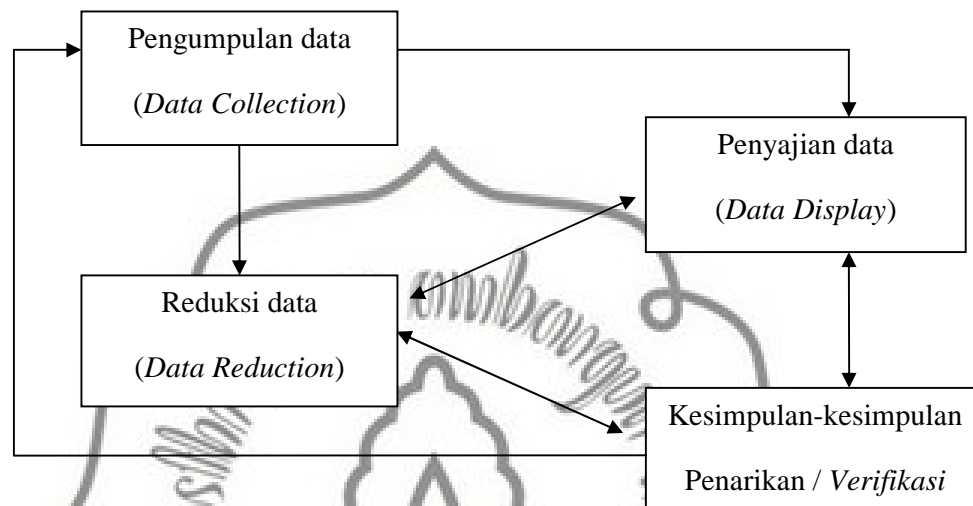 Pengumpulan data
(Data Collection)
Penyajian data
(Data Display)
Reduksi data
(Data Reduction)
Kesimpulan-kesimpulan
Penarikan / Verifikasi